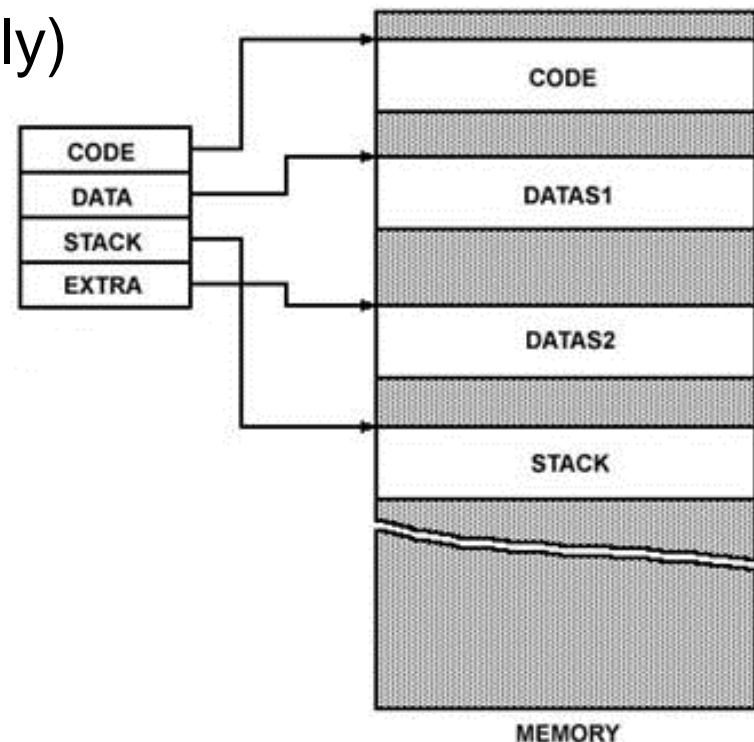 ly)
CODE
DATA
STACK
EXTRA
CODE
DATAS1
DATAS2
STACK
MEMORY